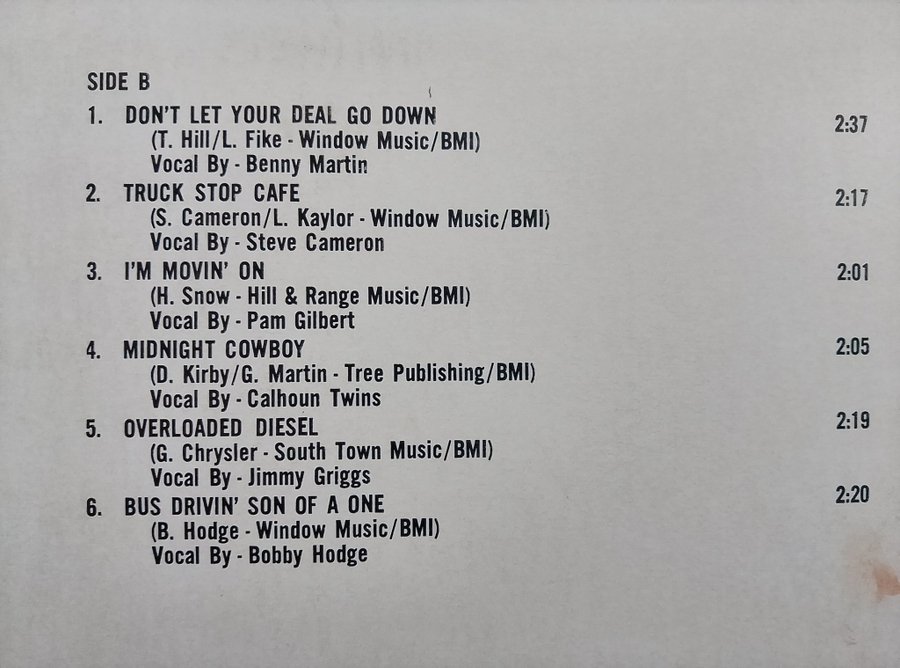 SIDE B
1. DON'T LET YOUR DEAL GO DOWN 2:37
(T. Hill/L. Fike - Window Music/BMI)
Vocal By - Benny Martin
2. TRUCK STOP CAFE 2:17
(S. Cameron/L. Kaylor - Window Music/BMI)
Vocal By - Steve Cameron
3. I'M MOVIN' ON 2:01
(H. Snow - Hill & Range Music/BMI)
Vocal By - Pam Gilbert
4. MIDNIGHT COWBOY 2:05
(D. Kirby/G. Martin - Tree Publishing/BMI)
Vocal By - Calhoun Twins
5. OVERLOADED DIESEL 2:19
(G. Chrysler - South Town Music/BMI)
Vocal By - Jimmy Griggs
6. BUS DRIVIN' SON OF A ONE 2:20
(B. Hodge - Window Music/BMI)
Vocal By - Bobby Hodge